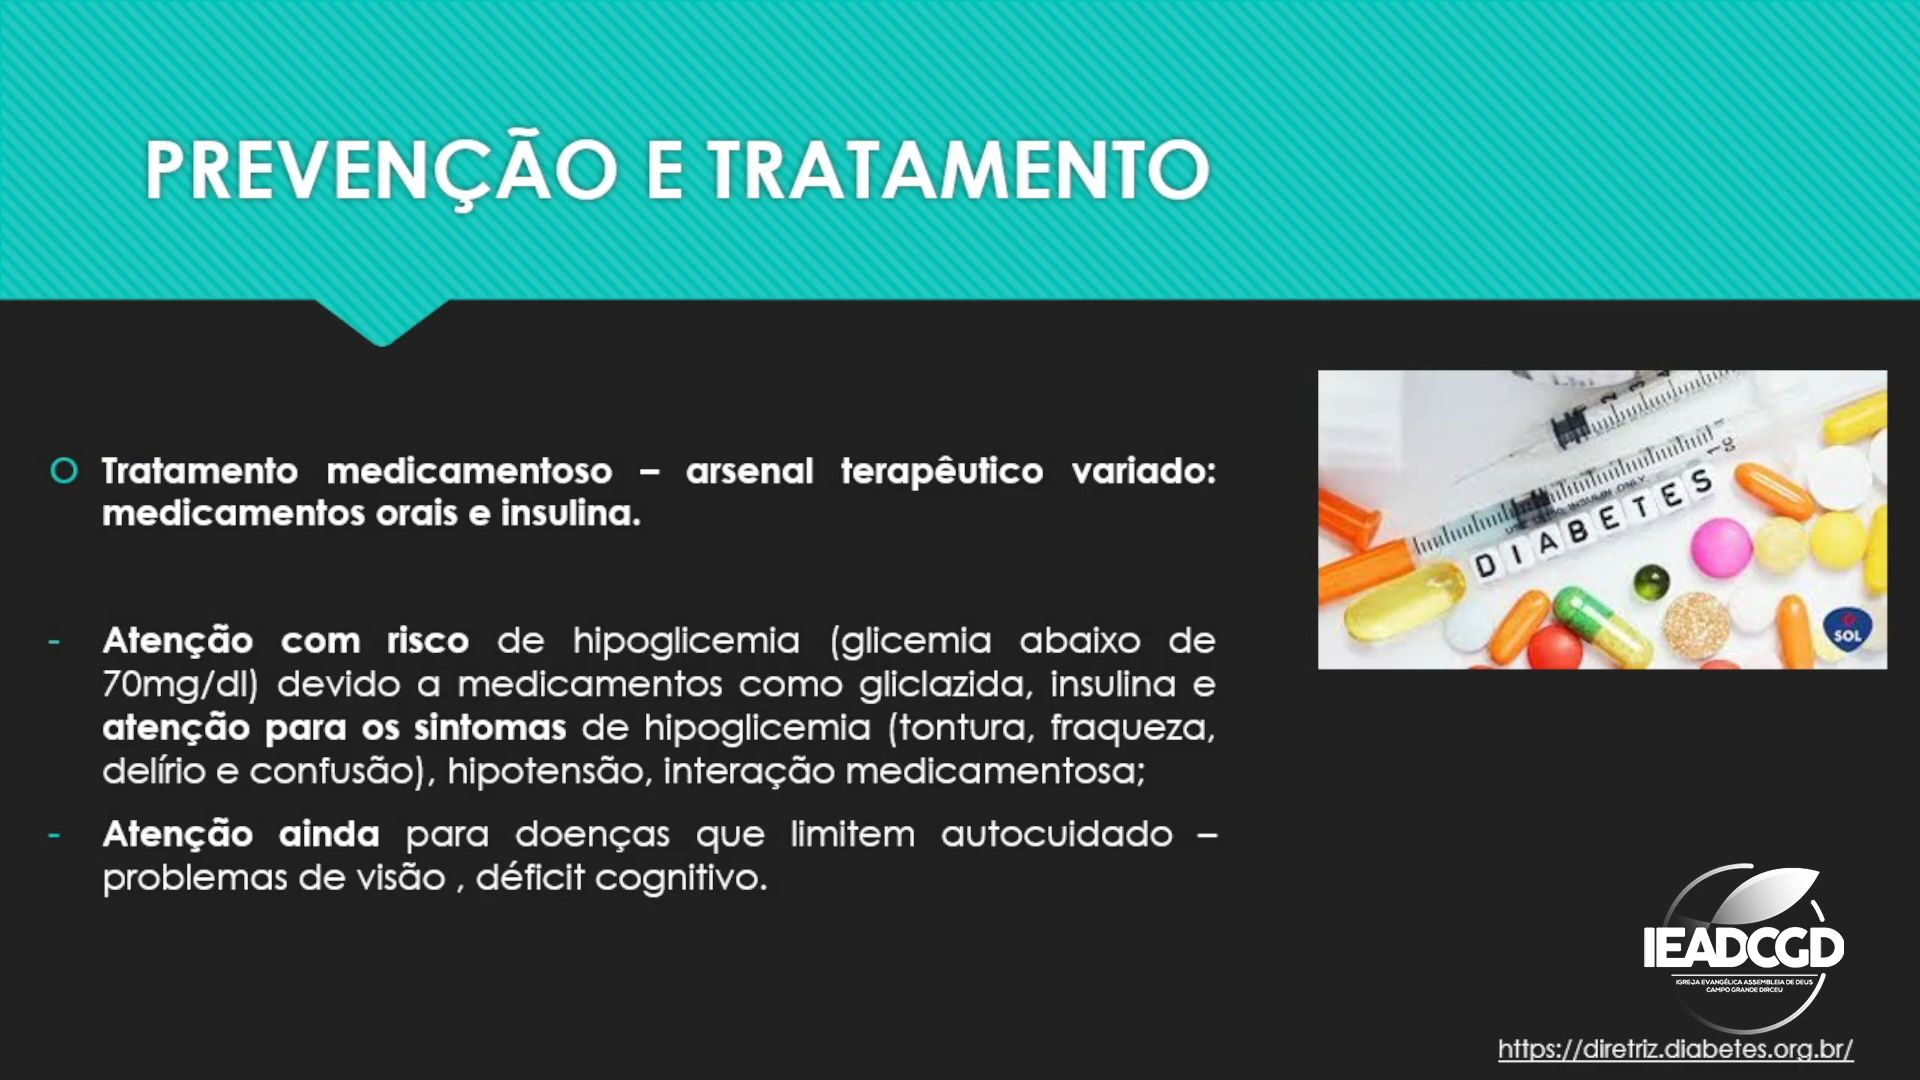 PREVENÇÃO E TRATAMENTO
Tratamento medicamentoso – arsenal terapêutico variado:
medicamentos orais e insulina.
- Atenção com risco de hipoglicemia (glicemia abaixo de
70mg/dl) devido a medicamentos como gliclazida, insulina e
atenção para os sintomas de hipoglicemia (tontura, fraqueza,
delírio e confusão), hipotensão, interação medicamentosa;
- Atenção ainda para doenças que limitem autocuidado –
problemas de visão , déficit cognitivo.
DIABETES
SOL
IEADCGD
IGREJA EVANGÉLICA ASSEMBLEIA DE DEUS
CAMPO GRANDE DIRCEU
https://diretriz.diabetes.org.br/